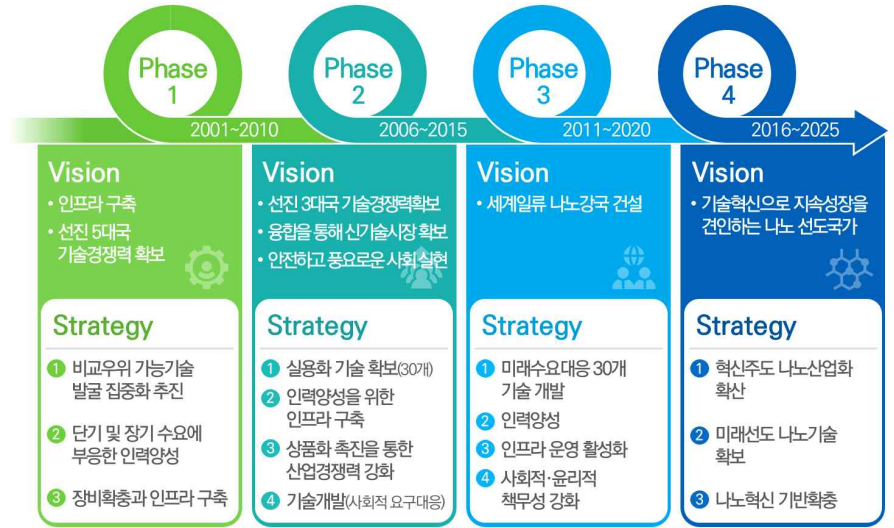 Phase
1
Phase
2
Phase
3
Phase
4
2001~2010
2006~2015
2011~2020
2016~2025
Vision
• 인프라 구축
• 선진 5대국
기술경쟁력 확보
Strategy
1 비교우위 가능기술
발굴 집중화 추진
2 단기 및 장기 수요에
부응한 인력양성
3 장비확충과 인프라 구축
Vision
• 선진 3대국 기술경쟁력확보
• 융합을 통해 신기술시장 확보
• 안전하고 풍요로운 사회 실현
Strategy
1 실용화 기술 확보(30개)
2 인력양성을 위한
인프라 구축
3 상품화 촉진을 통한
산업경쟁력 강화
4 기술개발(사회적 요구대응)
Vision
• 세계일류 나노강국 건설
Strategy
1 미래수요대응 30개
기술 개발
2 인력양성
3 인프라 운영 활성화
4 사회적·윤리적
책무성 강화
Vision
• 기술혁신으로 지속성장을
견인하는 나노 선도국가
Strategy
1 혁신주도 나노산업화
확산
2 미래선도 나노기술
확보
3 나노혁신 기반확충